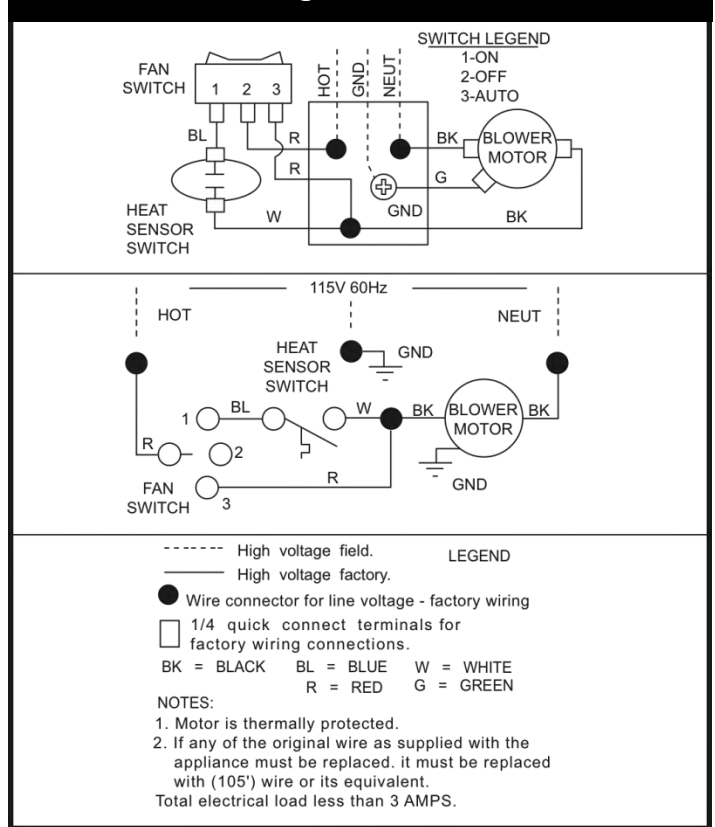 SWITCH LEGEND
1-ON
2-OFF
3-AUTO
FAN
SWITCH
1 2 3
HOT
GND
NEUT
BL
R
R
BK
BLOWER
MOTOR
G
GND
HEAT
SENSOR
SWITCH
W
BK
115V 60Hz
HOT
NEUT
HEAT
SENSOR
SWITCH
GND
1
BL
W
BK
BLOWER
MOTOR
BK
R
2
FAN
SWITCH
3
R
GND
High voltage field.
LEGEND
High voltage factory.
Wire connector for line voltage - factory wiring
1/4 quick connect terminals for
factory wiring connections.
BK = BLACK BL = BLUE W = WHITE
R = RED G = GREEN
NOTES:
1. Motor is thermally protected.
2. If any of the original wire as supplied with the
appliance must be replaced. it must be replaced
with (105') wire or its equivalent.
Total electrical load less than 3 AMPS.